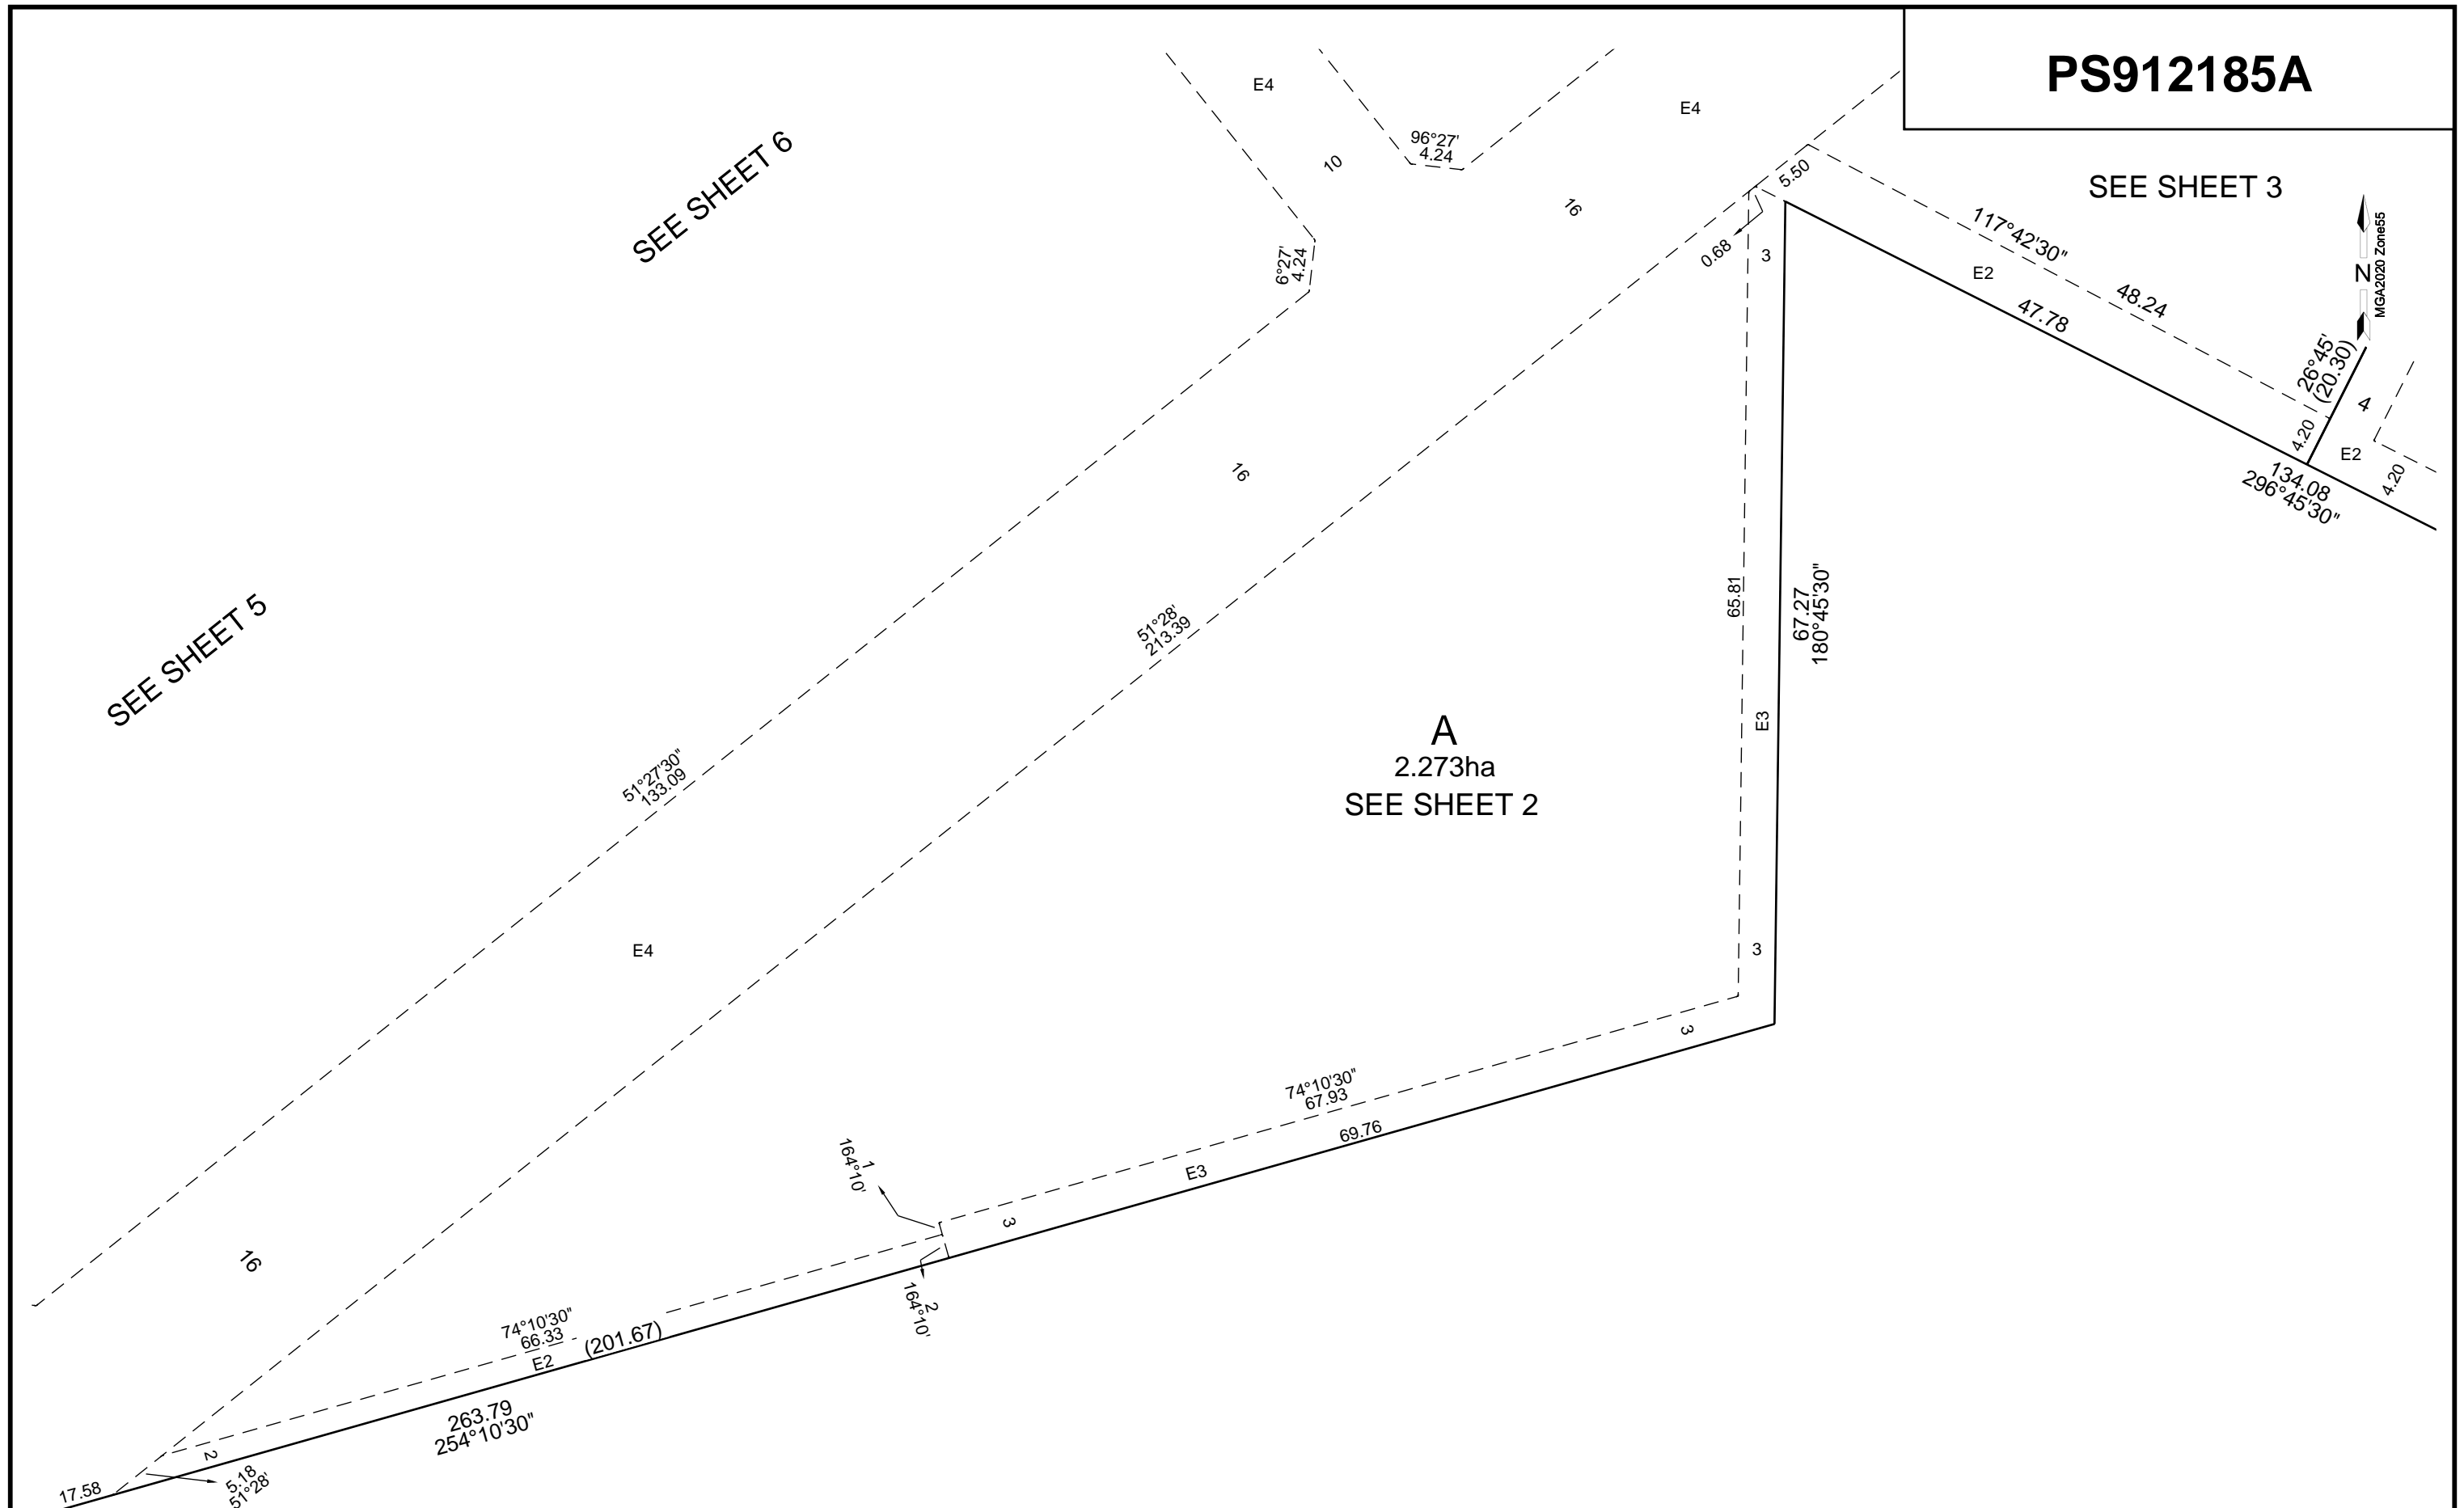 PS912185A
E4
E4
SEE SHEET 6
96°27'
4.24
10
5.50
SEE SHEET 3
16
117°42'30"
MGA2020 Zone55
N
0.68
3
6°27'
4.24
E2
48.24
47.78
26°45'
(20.30)
4
4.20
E2
4.20
134.08
296°45'30"
16
SEE SHEET 5
51°28'
213.39
65.81
67.27
180°45'30"
E3
A
2.273ha
SEE SHEET 2
51°27'30"
133.09
E4
3
3
74°10'30"
67.93
69.76
E3
1
164°10'
3
16
2
164°10'
74°10'30"
66.33
(201.67)
E2
263.79
254°10'30"
2
5.18
51°28'
17.58